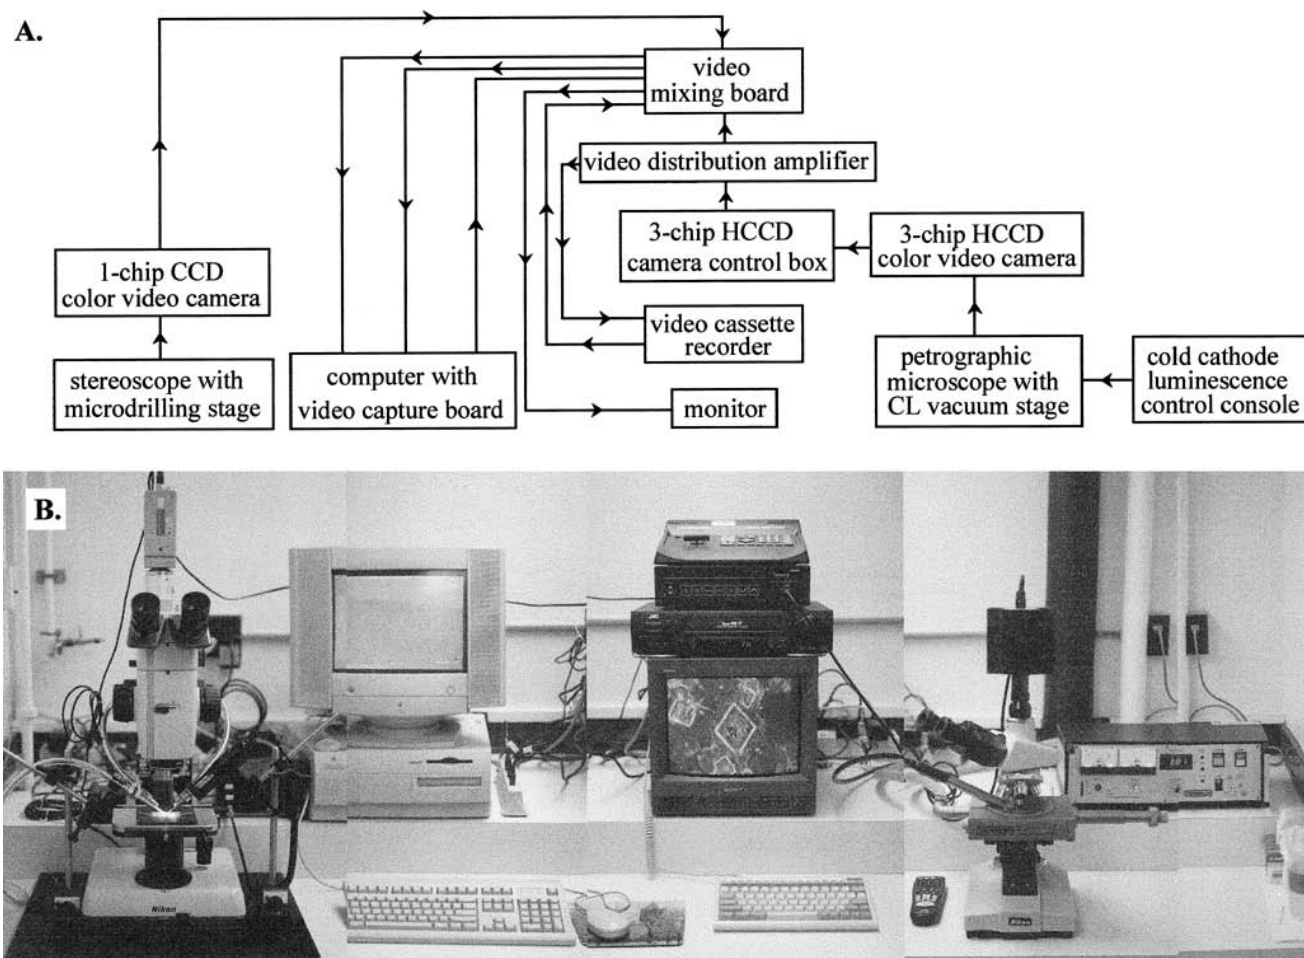 A.
video
mixing board
video distribution amplifier
3-chip HCCD
camera control box
3-chip HCCD
color video camera
1-chip CCD
color video camera
video cassette
recorder
stereoscope with
microdrilling stage
computer with
video capture board
monitor
petrographic
microscope with
CL vacuum stage
cold cathode
luminescence
control console
B.
Nikon
Nikon